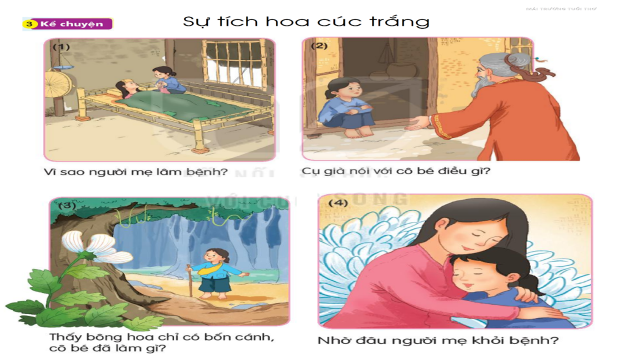 3 Kể chuyện
Sự tích hoa cúc trắng
(1)
Vì sao người mẹ lâm bệnh?
(2)
Cụ già nói với cô bé điều gì?
(3)
Thấy bông hoa chỉ có bốn cánh,
cô bé đã làm gì?
(4)
Nhờ đâu người mẹ khỏi bệnh?